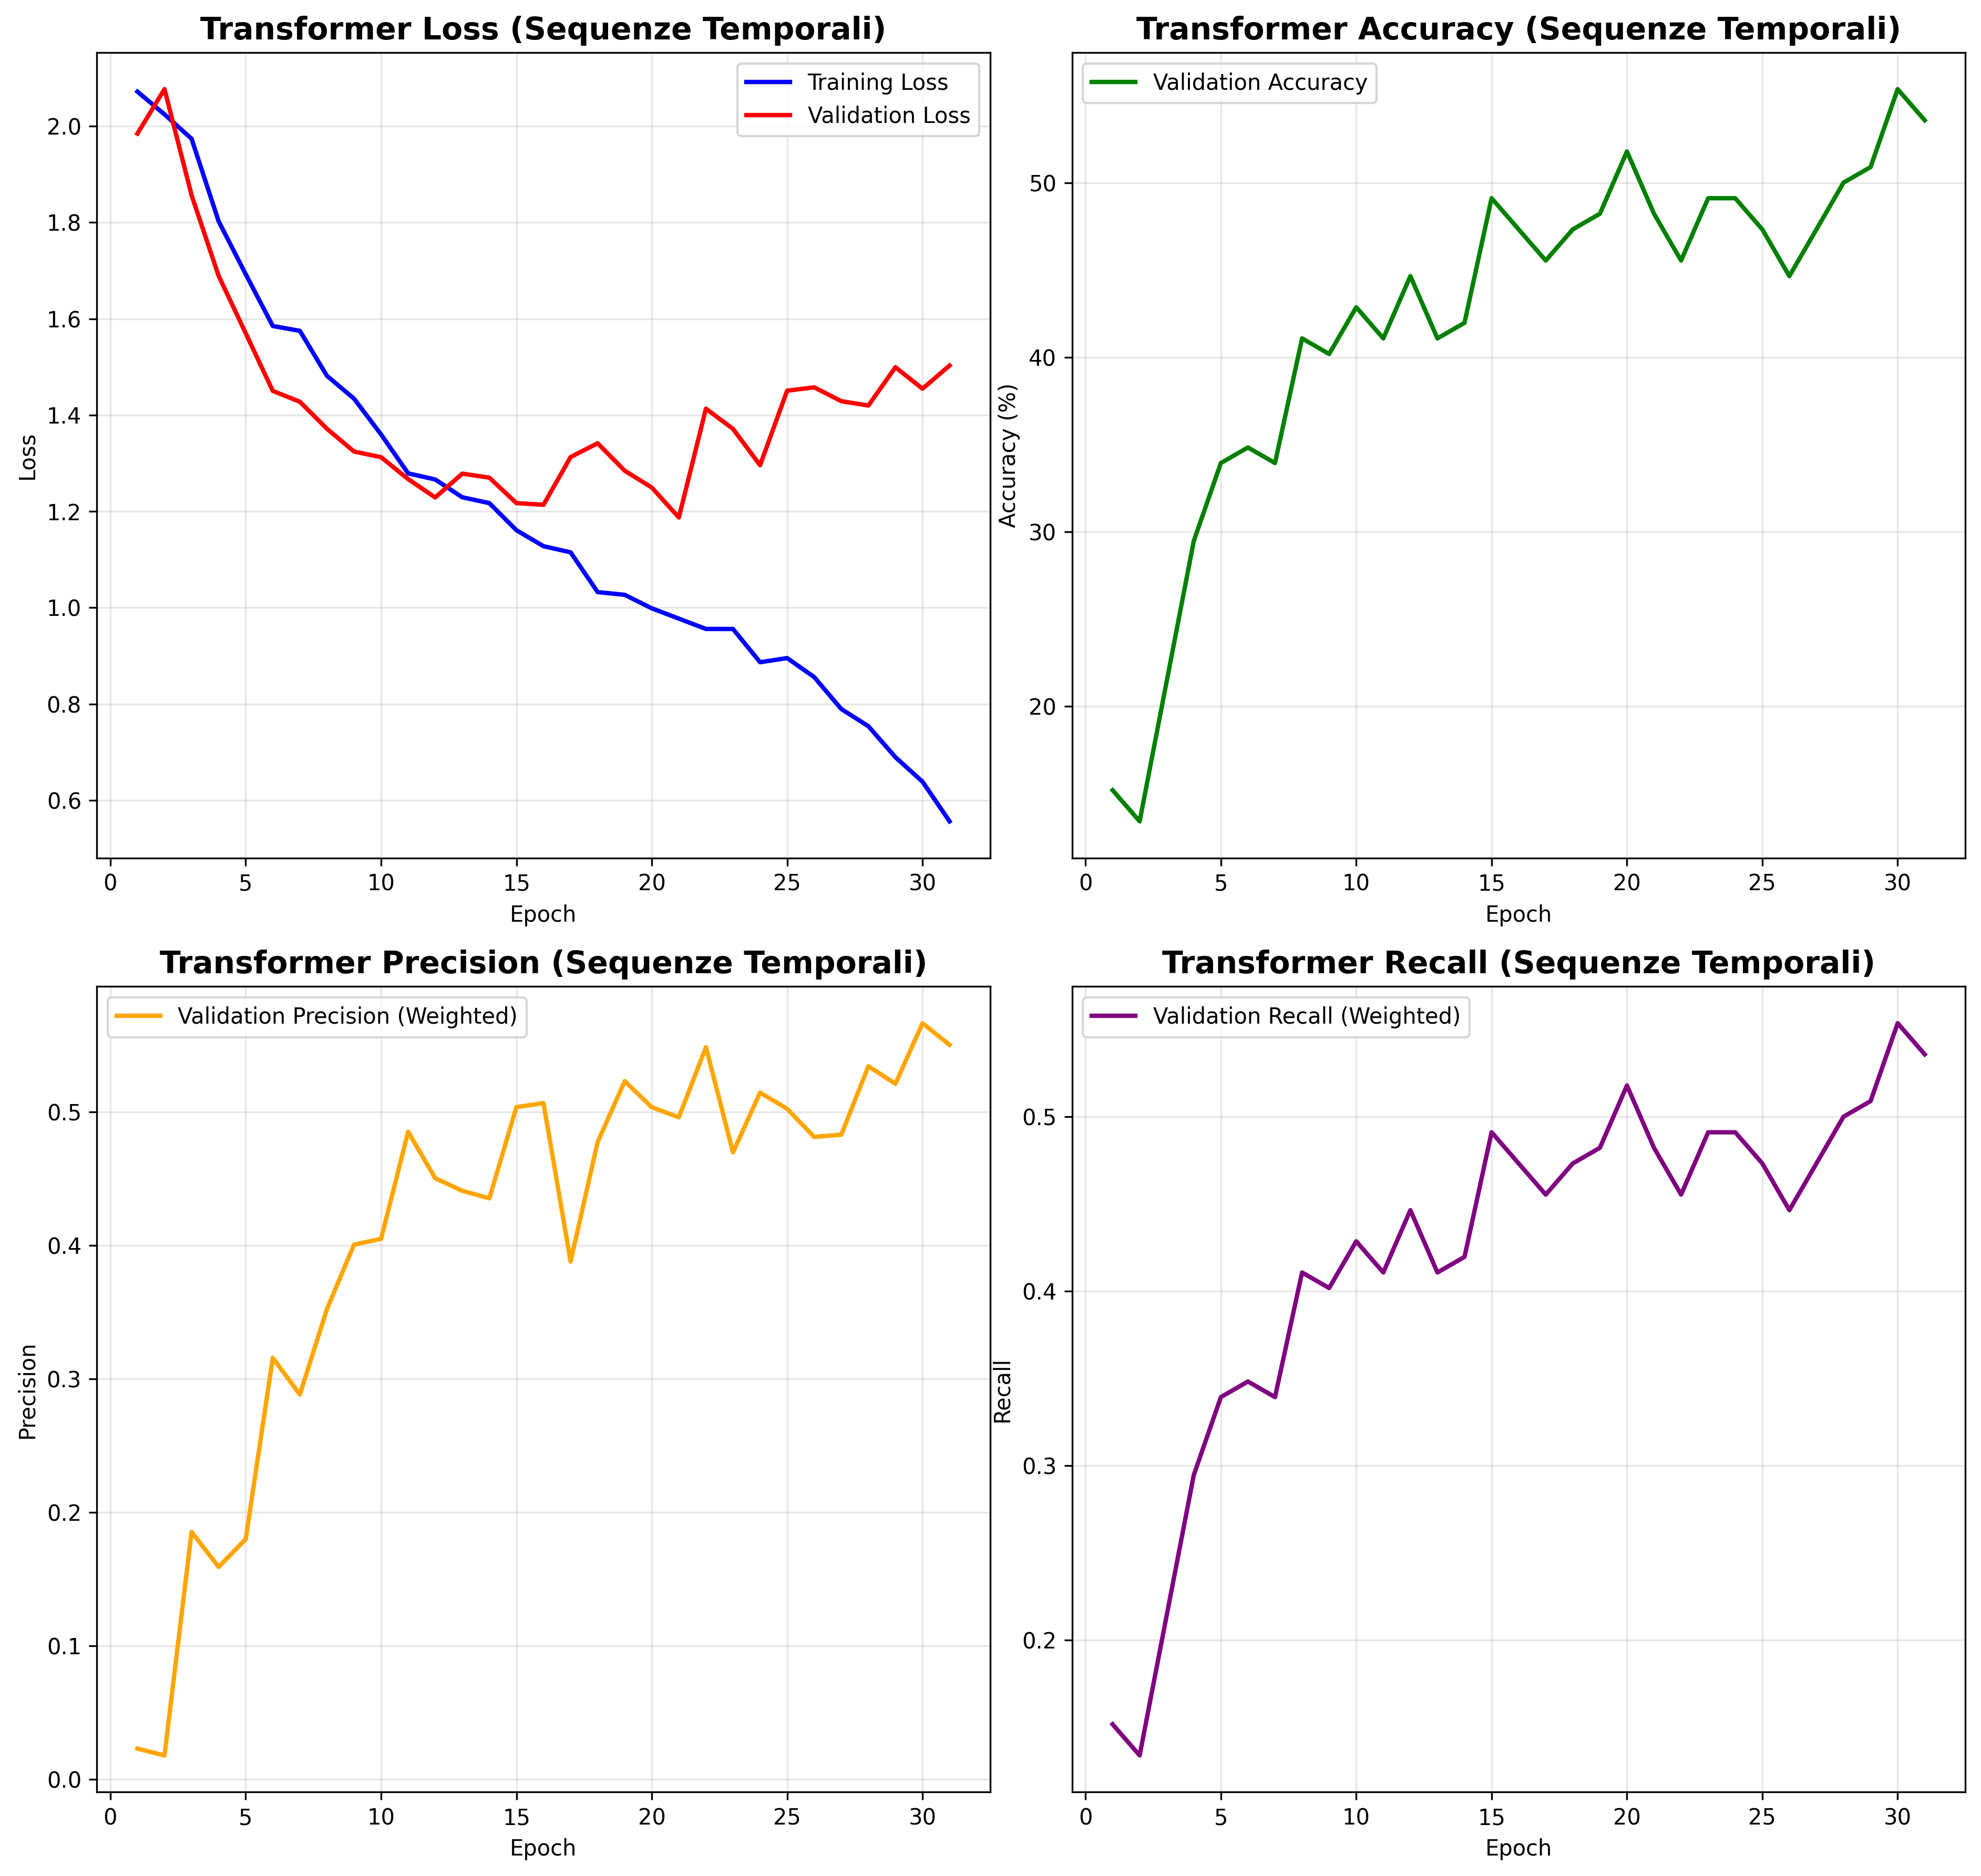 Transformer Loss (Sequenze Temporali)
Training Loss
Validation Loss
2.0
1.8
1.6
1.4
1.2
1.0
0.8
0.6
Loss
0 5 10 15 20 25 30
Epoch
Transformer Accuracy (Sequenze Temporali)
Validation Accuracy
50
40
30
20
Accuracy (%)
0 5 10 15 20 25 30
Epoch
Transformer Precision (Sequenze Temporali)
Validation Precision (Weighted)
0.5
0.4
0.3
0.2
0.1
0.0
Precision
0 5 10 15 20 25 30
Epoch
Transformer Recall (Sequenze Temporali)
Validation Recall (Weighted)
0.5
0.4
0.3
0.2
Recall
0 5 10 15 20 25 30
Epoch